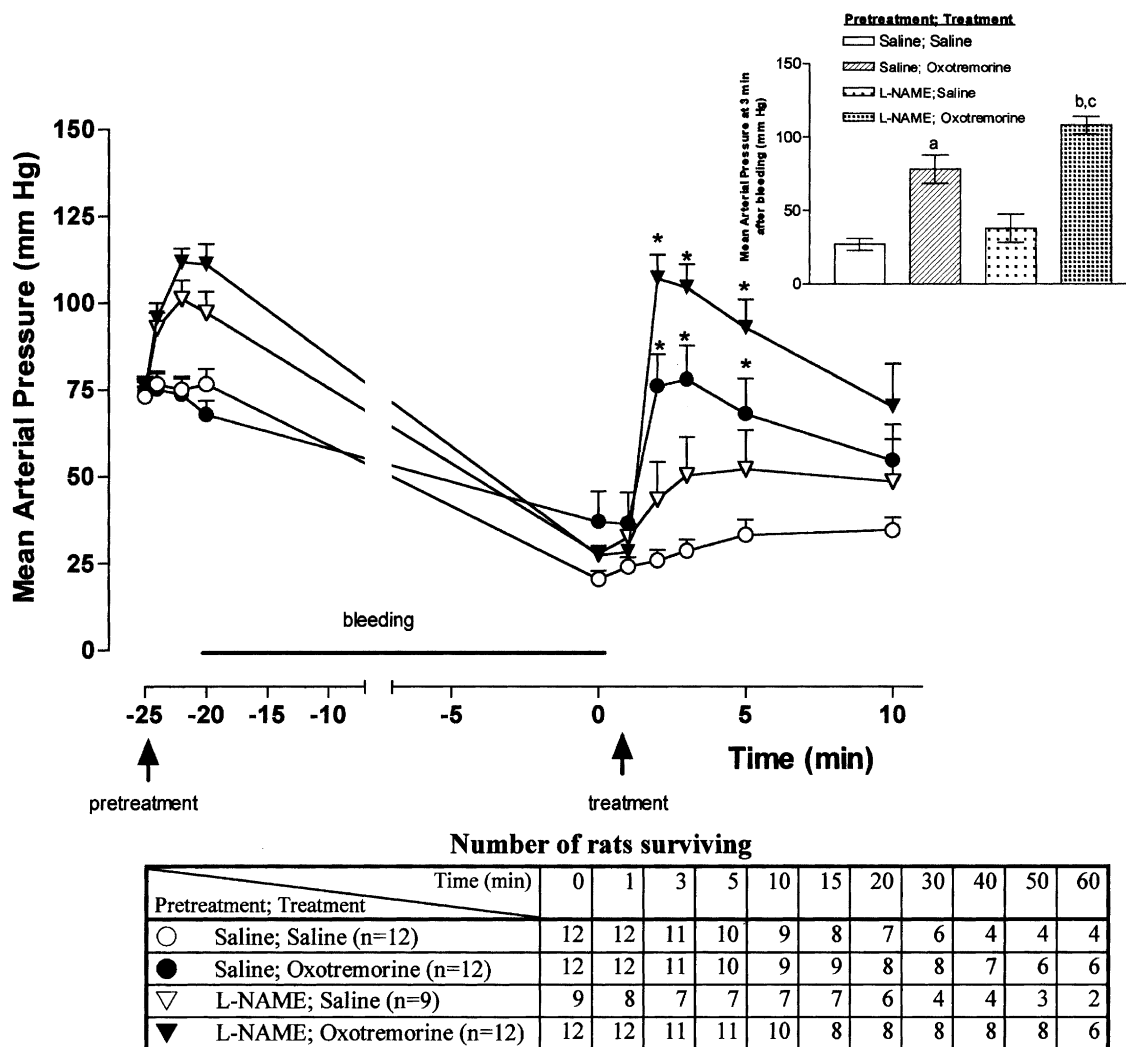 Pretreatment; Treatment
Saline; Saline
Saline; Oxotremorine
L-NAME; Saline
L-NAME; Oxotremorine
Mean Arterial Pressure at 3 min
after bleeding (mm Hg)
150
100
50
0
a
b,c
Mean Arterial Pressure (mm Hg)
150
125
100
75
50
25
0
* *
*
* *
*
bleeding
-25 -20 -15 -10 -5 0 5 10
Time (min)
pretreatment
treatment
Number of rats surviving
Time (min) 0 1 3 5 10 15 20 30 40 50 60
Pretreatment; Treatment
Saline; Saline (n=12) 12 12 11 10 9 8 7 6 4 4 4
Saline; Oxotremorine (n=12) 12 12 11 10 9 9 8 8 7 6 6
L-NAME; Saline (n=9) 9 8 7 7 7 7 6 4 4 3 2
L-NAME; Oxotremorine (n=12) 12 12 11 11 10 8 8 8 8 8 6